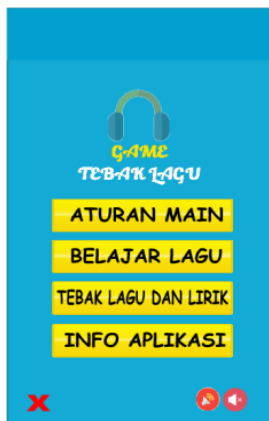 GAME
TEBAK LAGU
ATURAN MAIN
BELAJAR LAGU
TEBAK LAGU DAN LIRIK
INFO APLIKASI